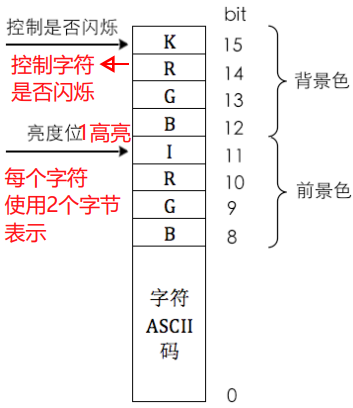 bit
控制是否闪烁
K 15
控制字符
是否闪烁
R 14
G 13
背景色
亮度位 1高亮
B 12
I 11
每个字符
使用2个字节
表示
R 10
G 9
B 8
前景色
字符
ASCII
码
0